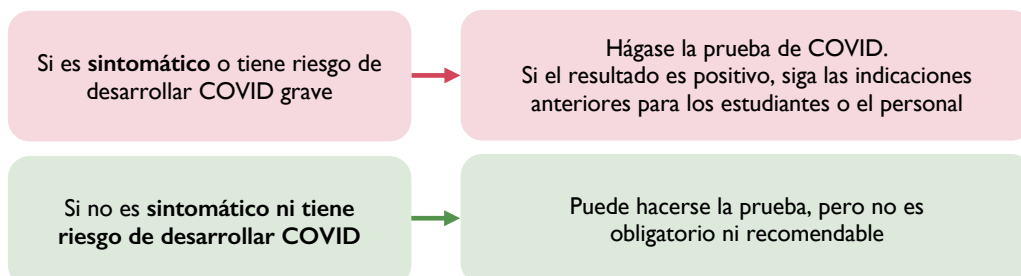 Si es sintomático o tiene riesgo de
desarrollar COVID grave
Hágase la prueba de COVID.
Si el resultado es positivo, siga las indicaciones
anteriores para los estudiantes o el personal
Si no es sintomático ni tiene
riesgo de desarrollar COVID
Puede hacerse la prueba, pero no es
obligatorio ni recomendable